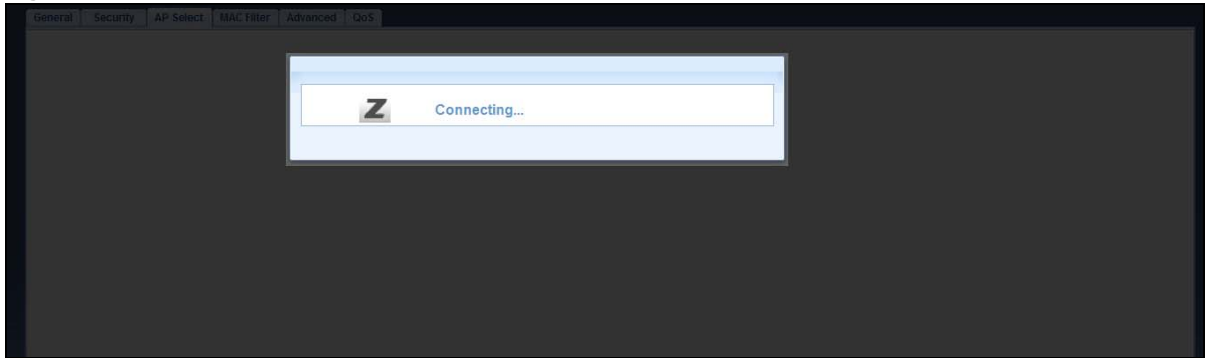 General Security AP Select MAC Filter Advanced QoS
Z Connecting...